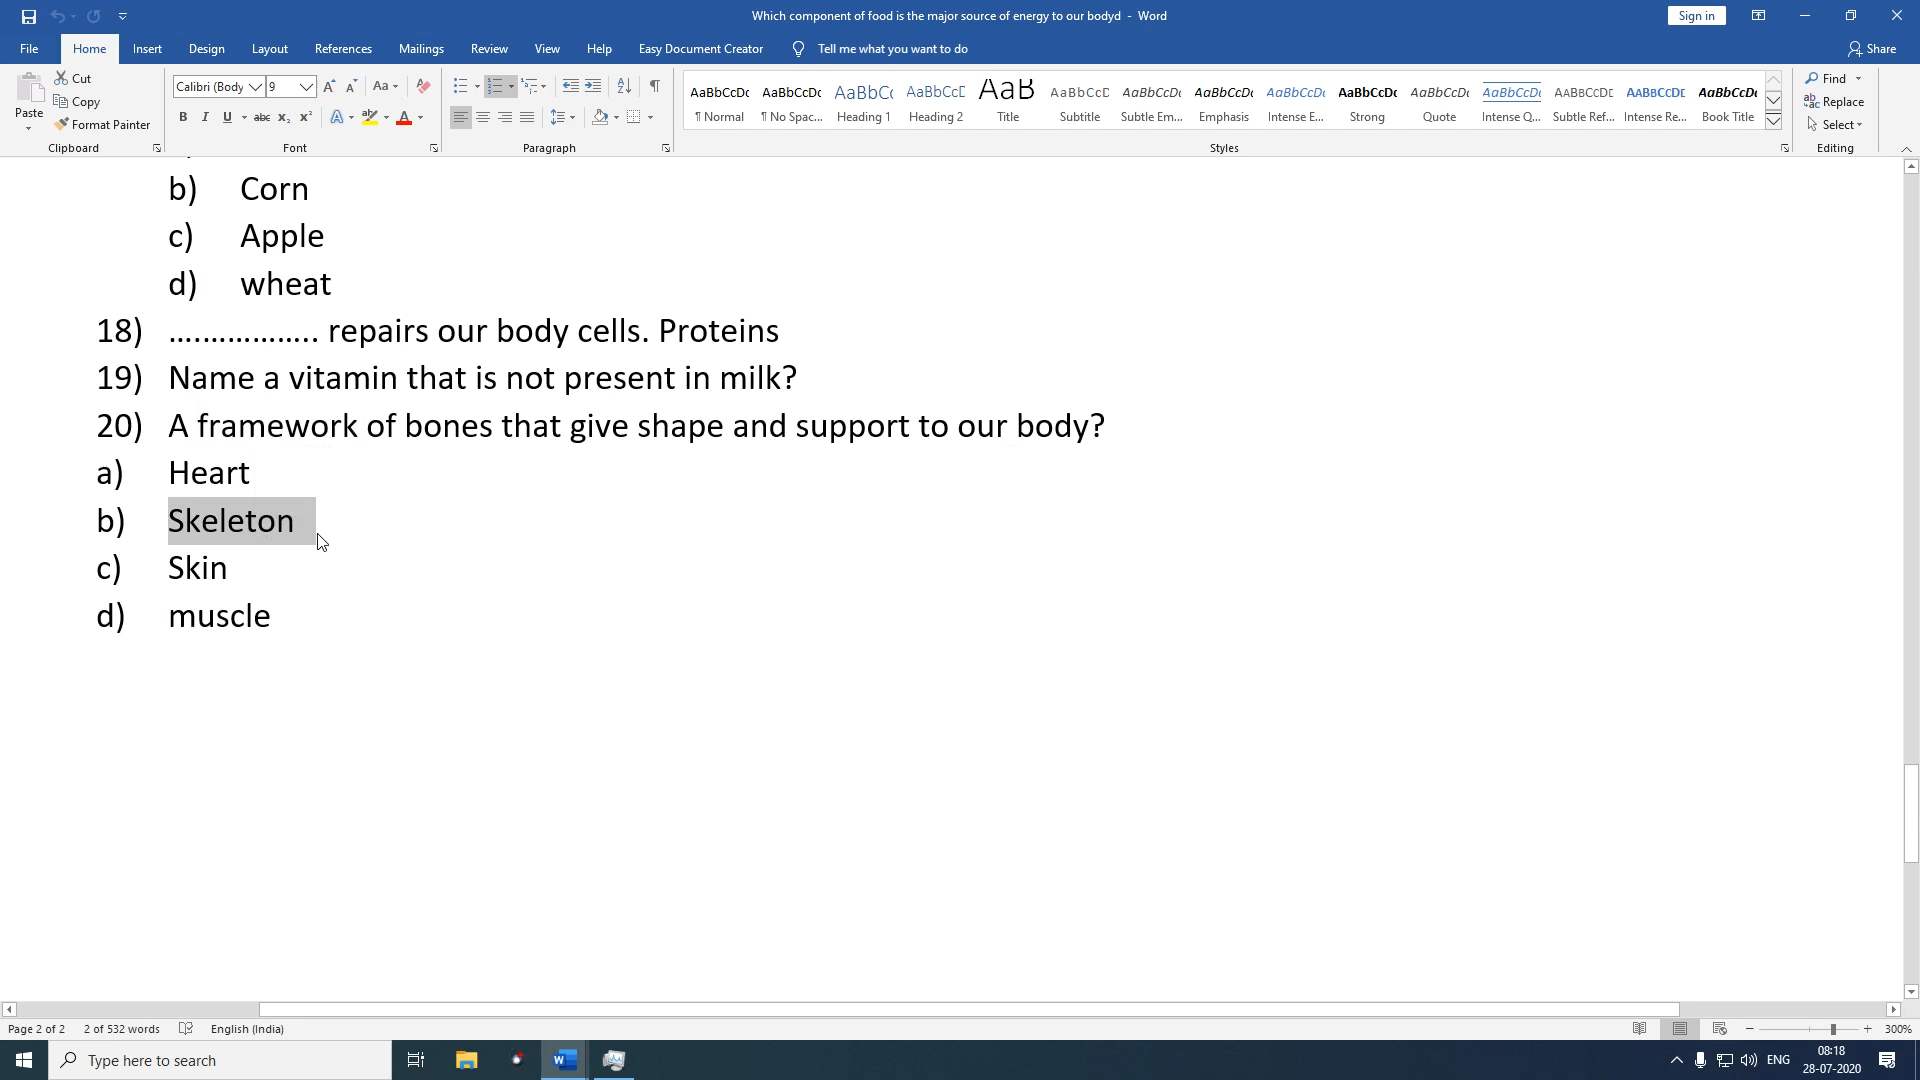 Which component of food is the major source of energy to our bodyd - Word
Sign in
File Home Insert Design Layout References Mailings Review View Help Easy Document Creator Tell me what you want to do Share
Paste
Cut
Copy
Format Painter
Clipboard
Calibri (Body 9
Font
Paragraph
AaBbCcDc AaBbCcDc AaBbCc AaBbCcD AaB AaBbCcD AaBbCcDc AaBbCcDc AaBbCcDc AaBbCcDc AaBbCcDc AaBbCcDc AABBCCDE AABBCCDE AaBbCcDc
¶ Normal ¶ No Spac... Heading 1 Heading 2 Title Subtitle Subtle Em... Emphasis Intense E... Strong Quote Intense Q... Subtle Ref... Intense Re... Book Title
Styles
Find
Replace
Select
Editing
b) Corn
c) Apple
d) wheat
18) ................. repairs our body cells. Proteins
19) Name a vitamin that is not present in milk?
20) A framework of bones that give shape and support to our body?
a) Heart
b) Skeleton
c) Skin
d) muscle
Page 2 of 2 2 of 532 words English (India) 300%
Type here to search
ENG
08:18
28-07-2020